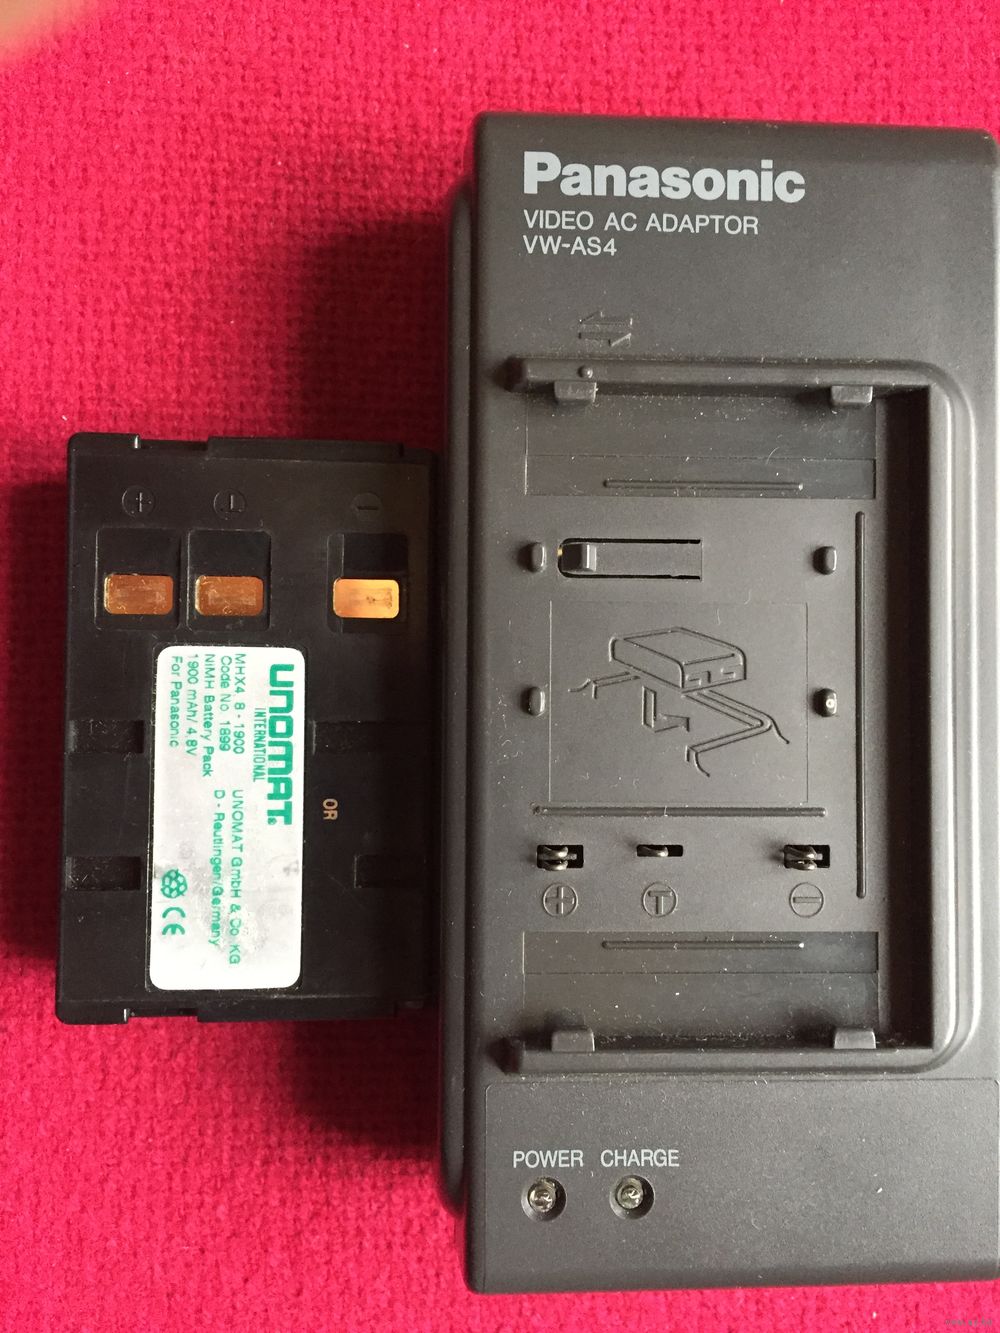 Panasonic
VIDEO AC ADAPTOR
VW-AS4
+ T −
POWER CHARGE
+ T −
UNOMAT
INTERNATIONAL
MHX4, 8 - 1900 UNOMAT GmbH & Co. KG
Code No. 1899 D - Reutlingen/Germany
NiMH Battery Pack
1900 mAh/ 4,8V
For Panasonic
CE
OR